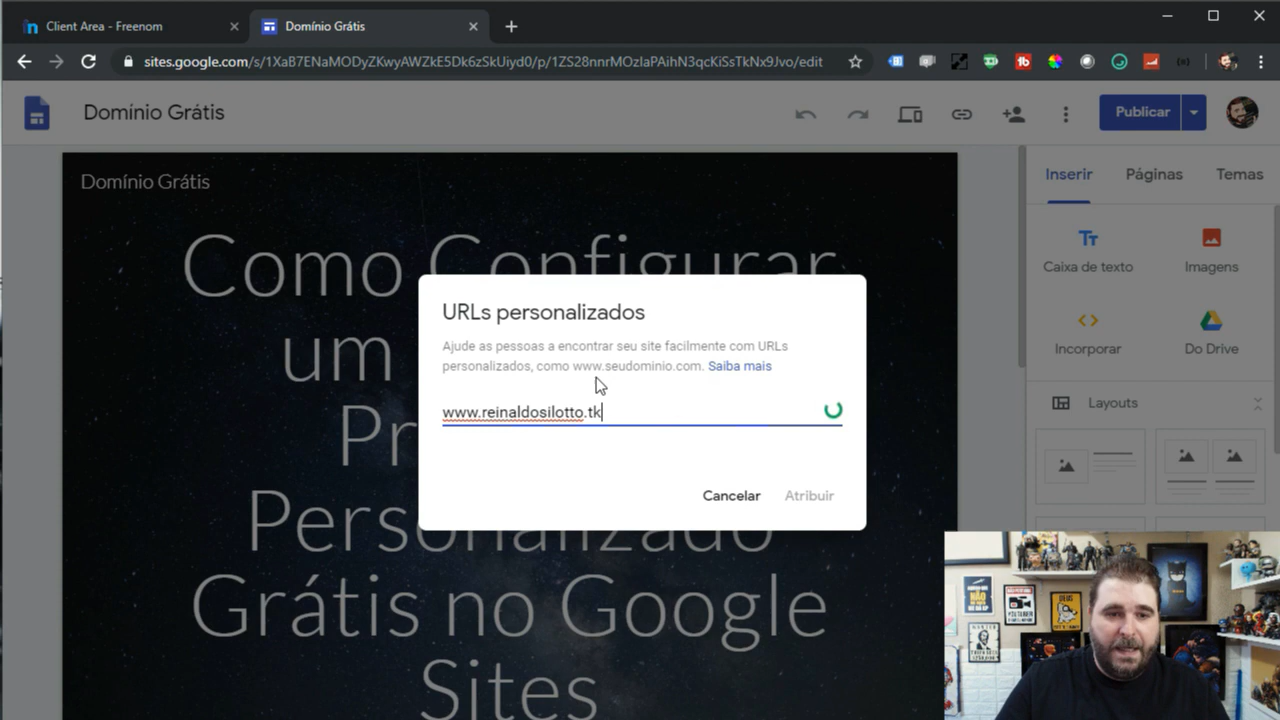 Client Area - Freenom
Domínio Grátis
sites.google.com/s/1XaB7ENaMODyZKwyAWZkE5Dk6zSkUiyd0/p/1ZS28nnrMOzIaPAihN3qcKiSsTkNx9Jvo/edit
Domínio Grátis
Publicar
Domínio Grátis
Inserir
Páginas
Temas
Como Configurar
um
Pr
Personalizado
Grátis no Google
Sites
URLs personalizados
Ajude as pessoas a encontrar seu site facilmente com URLs
personalizados, como www.seudominio.com. Saiba mais
www.reinaldosilotto.tk
Cancelar
Atribuir
Caixa de texto
Imagens
Incorporar
Do Drive
Layouts